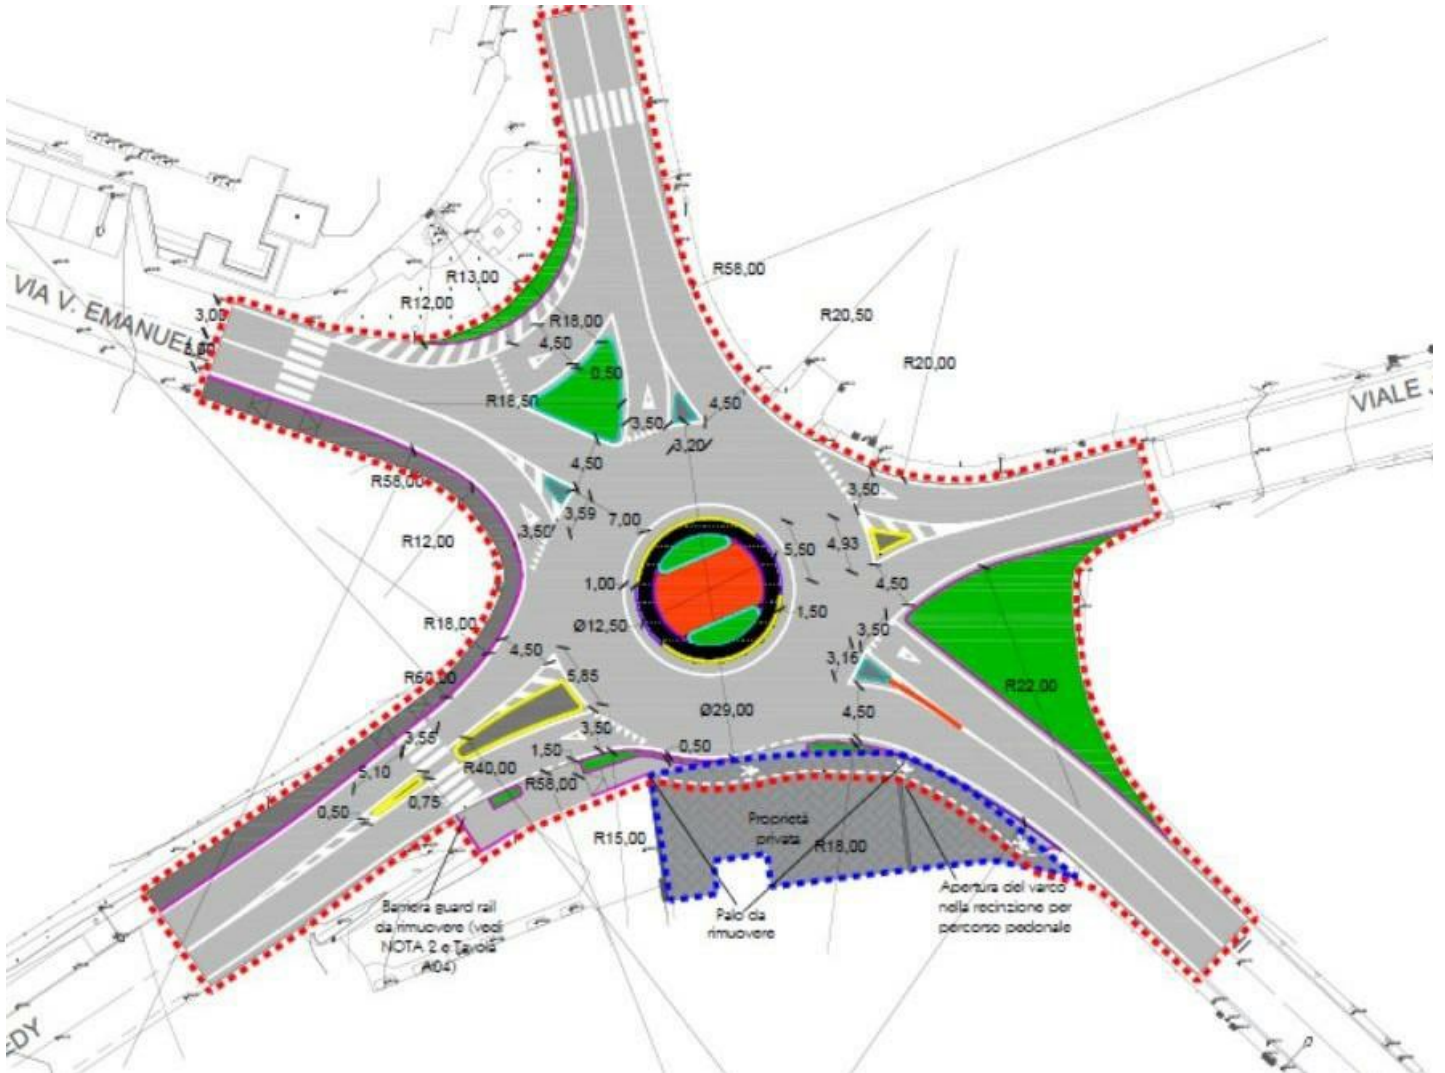 R58,00
R13,00
R12,00
VIA V. EMANUEL
3,00
R18,00
4,50
R20,50
R20,00
0,50
R18,50
4,50
3,50
3,20
VIALE J
4,50
R58,00
3,50
3,59
7,00
3,50
R12,00
5,50
4,93
4,50
1,00
1,50
Ø12,50
R18,00
3,50
4,50
3,16
R60,00
5,85
R22,00
Ø29,00
4,50
3,50
3,55
0,50
1,50
5,10
R40,00
R58,00
0,75
0,50
Proprietà
privata
R15,00
R18,00
Barriera guard rail
da rimuovere (vedi
NOTA 2 e Tavola
A04)
Palo da
rimuovere
Apertura del varco
nella recinzione per
percorso pedonale
DY